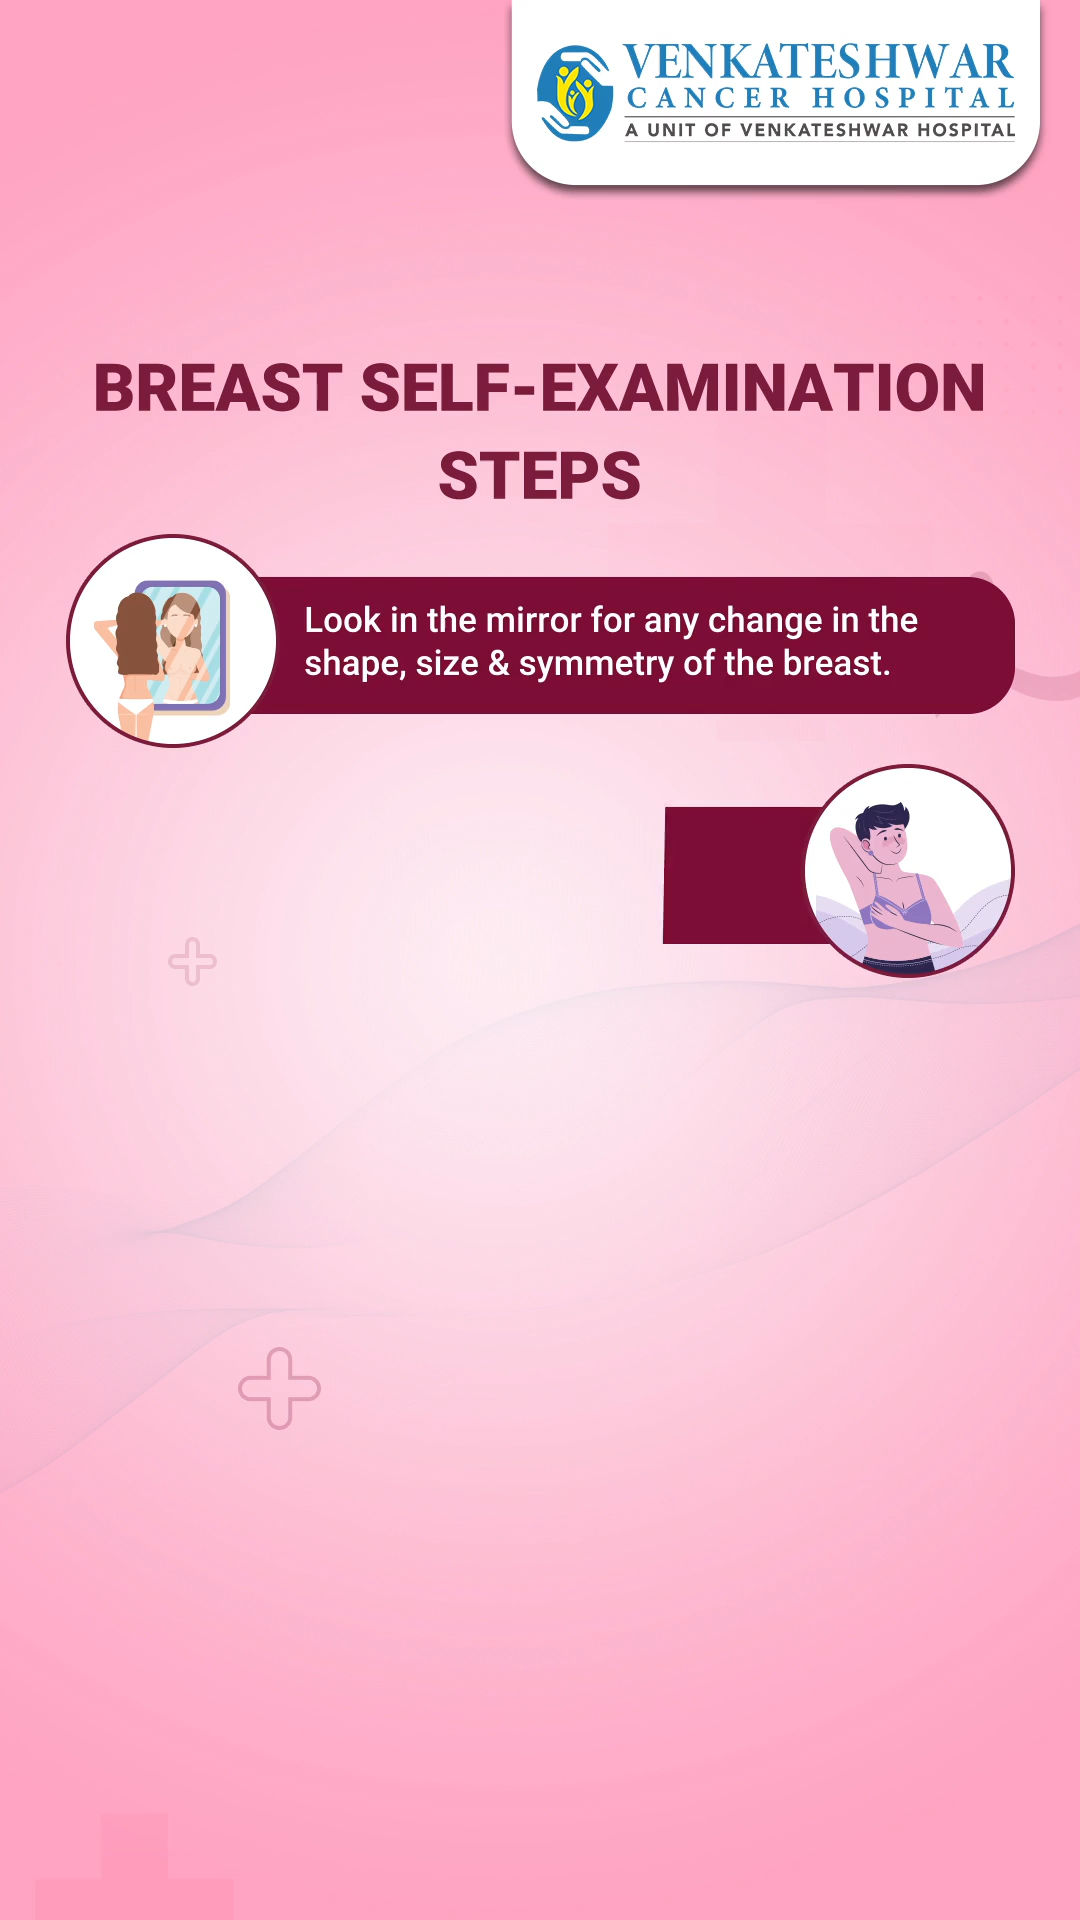 VENKATESHWAR
CANCER HOSPITAL
A UNIT OF VENKATESHWAR HOSPITAL
BREAST SELF-EXAMINATION
STEPS
Look in the mirror for any change in the
shape, size & symmetry of the breast.